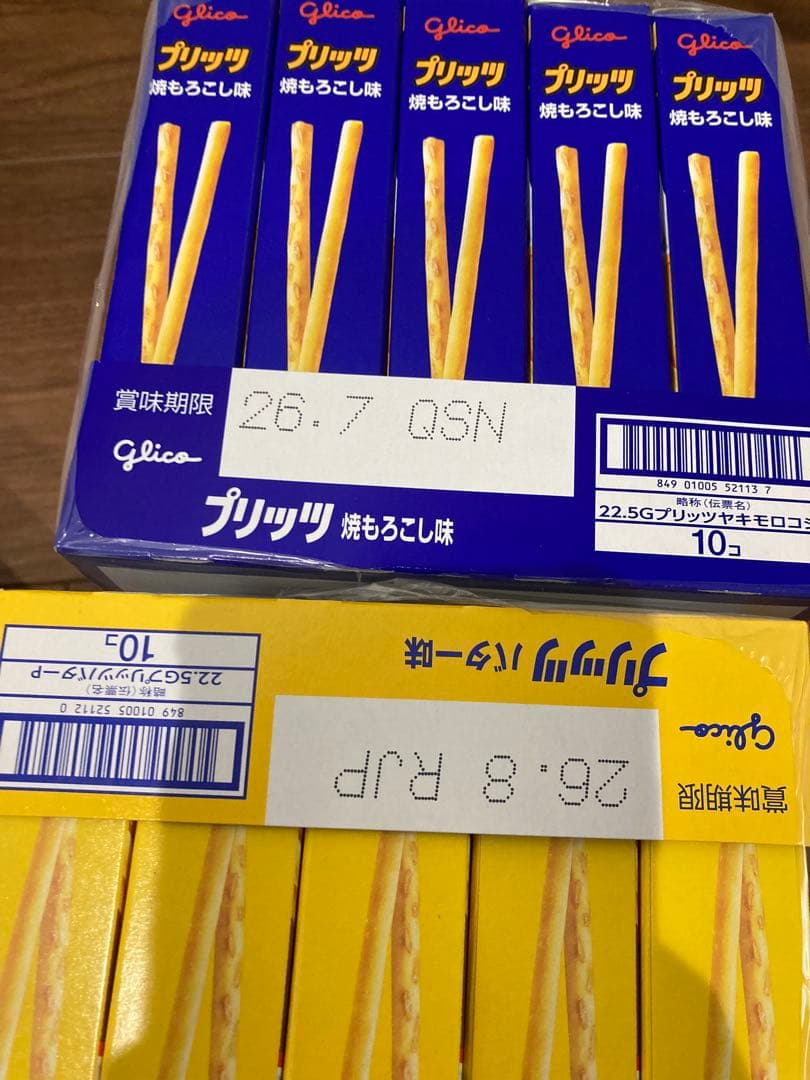 Glico
プリッツ
焼もろこし味
Glico
プリッツ
焼もろこし味
Glico
プリッツ
焼もろこし味
Glico
プリッツ
焼もろこし味
Glico
プリッツ
焼もろこし味
賞味期限
26.7 QSN
Glico
プリッツ 焼もろこし味
849 01005 52113 7
略称(伝票名)
22.5Gプリッツヤキモロコシ
10コ
プリッツ バター味
Glico
賞味期限
26.8 RJP
849 01005 52112 0
略称(伝票名)
22.5GプリッツバターP
10コ